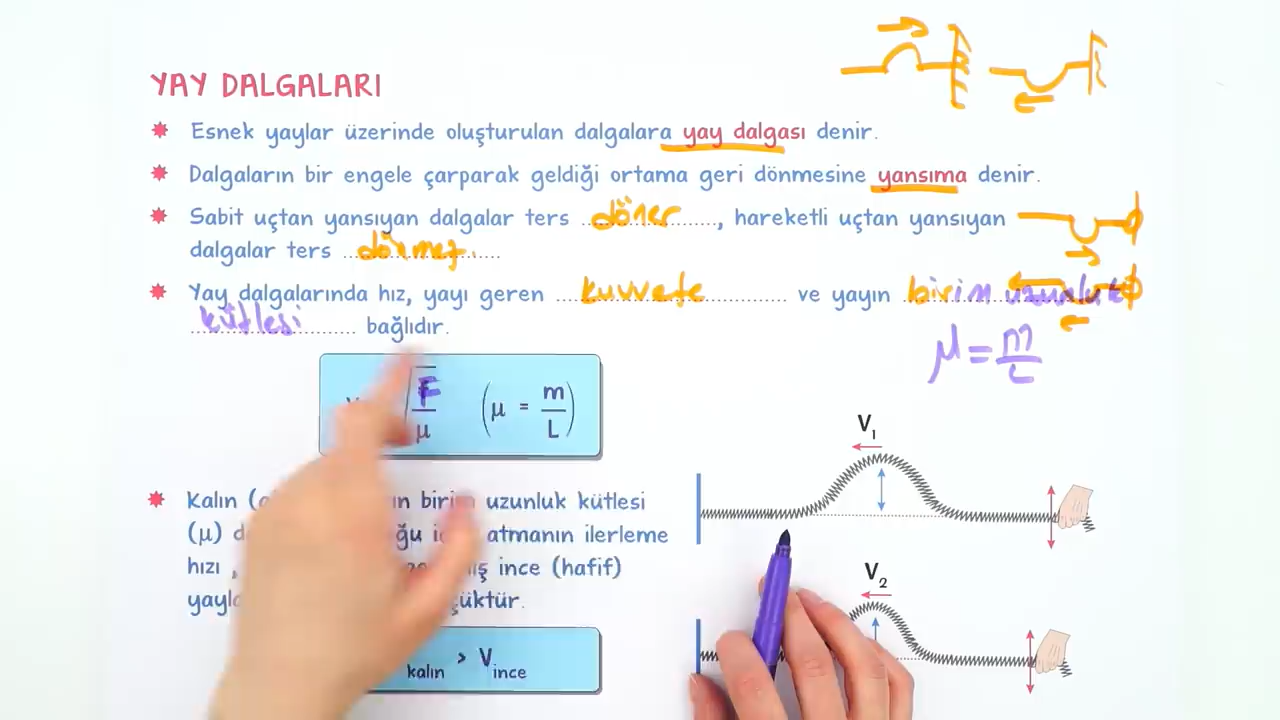 YAY DALGALARI
Esnek yaylar üzerinde oluşturulan dalgalara yay dalgası denir.
Dalgaların bir engele çarparak geldiği ortama geri dönmesine yansıma denir.
Sabit uçtan yansıyan dalgalar ters döner, hareketli uçtan yansıyan
dalgalar ters dönmez.
Yay dalgalarında hız, yayı geren kuvvete ve yayın birim uzunluk
kütlesi bağlıdır.
μ = m/L
F/μ (μ = m/L)
V1
Kalın birim uzunluk kütlesi
(μ) atmanın ilerleme
hızı, ince (hafif)
V2
kalın > Vince